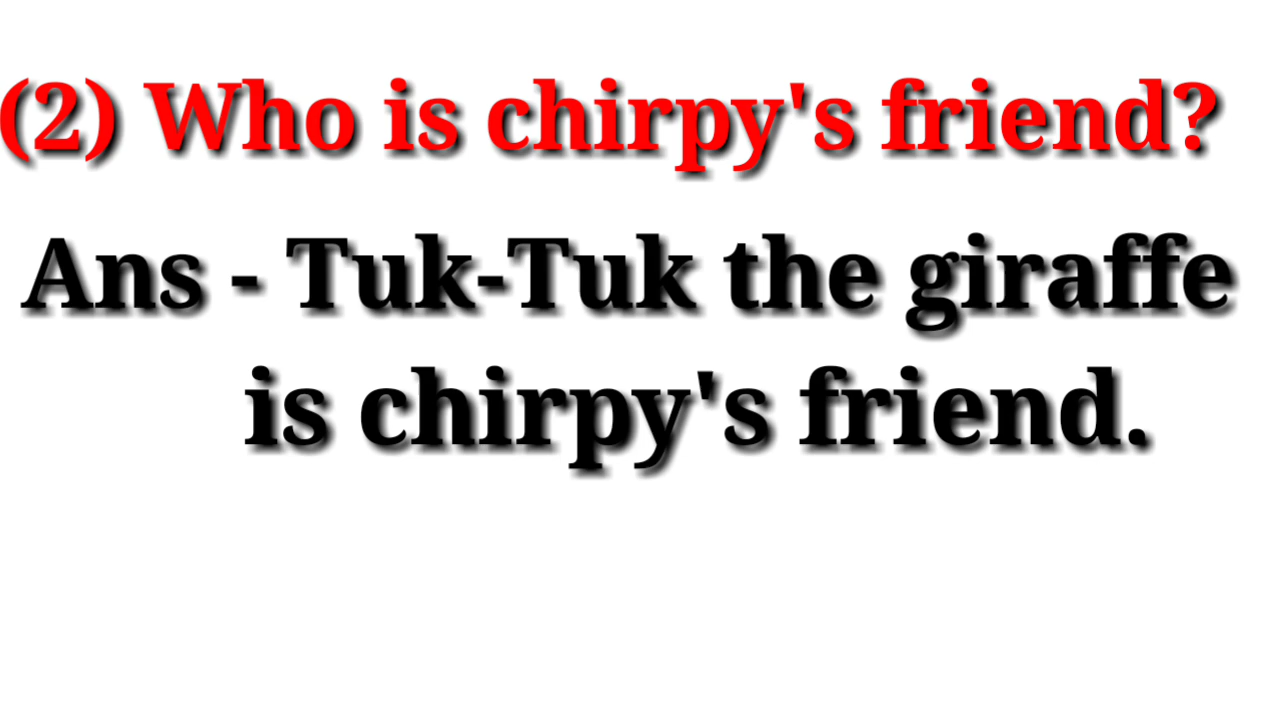 (2) Who is chirpy's friend?
Ans - Tuk-Tuk the giraffe
is chirpy's friend.